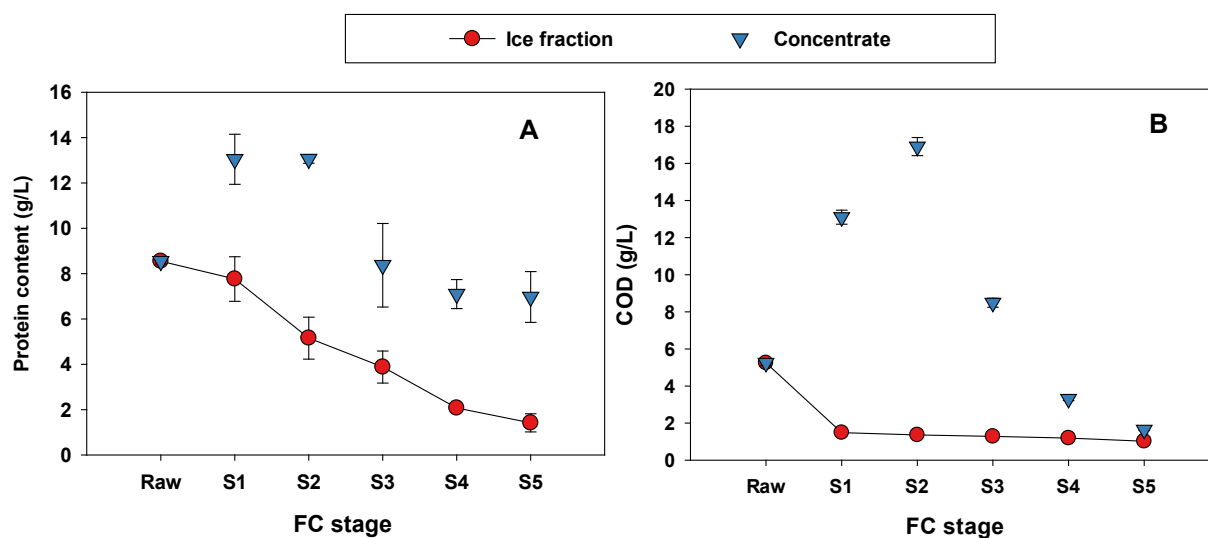 Ice fraction Concentrate
A
Protein content (g/L)
16
14
12
10
8
6
4
2
0
Raw S1 S2 S3 S4 S5
FC stage
B
COD (g/L)
20
18
16
14
12
10
8
6
4
2
0
Raw S1 S2 S3 S4 S5
FC stage